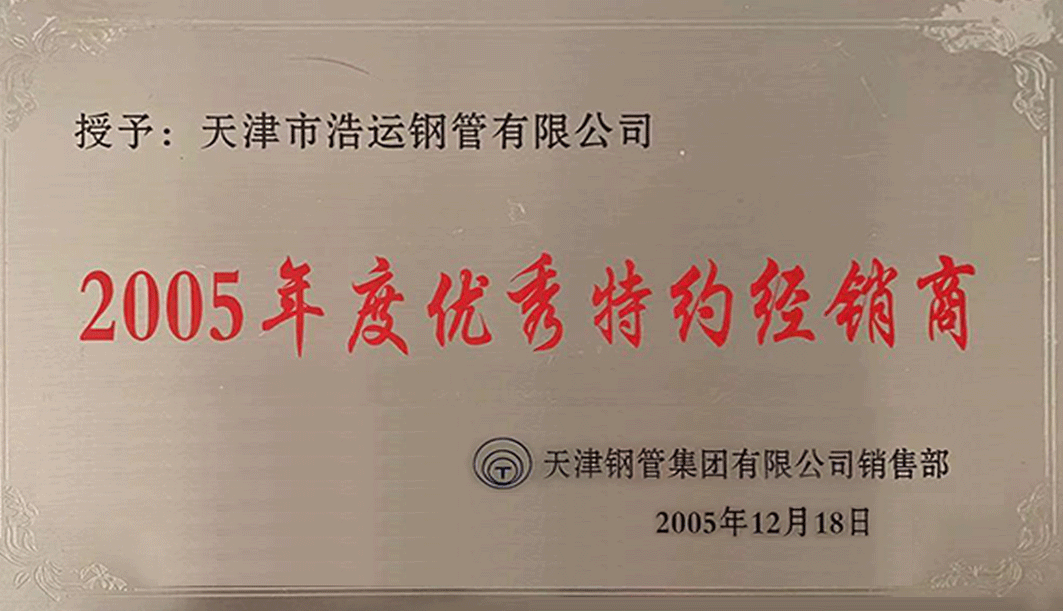 授予：天津市浩运钢管有限公司
2005年度优秀特约经销商
天津钢管集团有限公司销售部
2005年12月18日